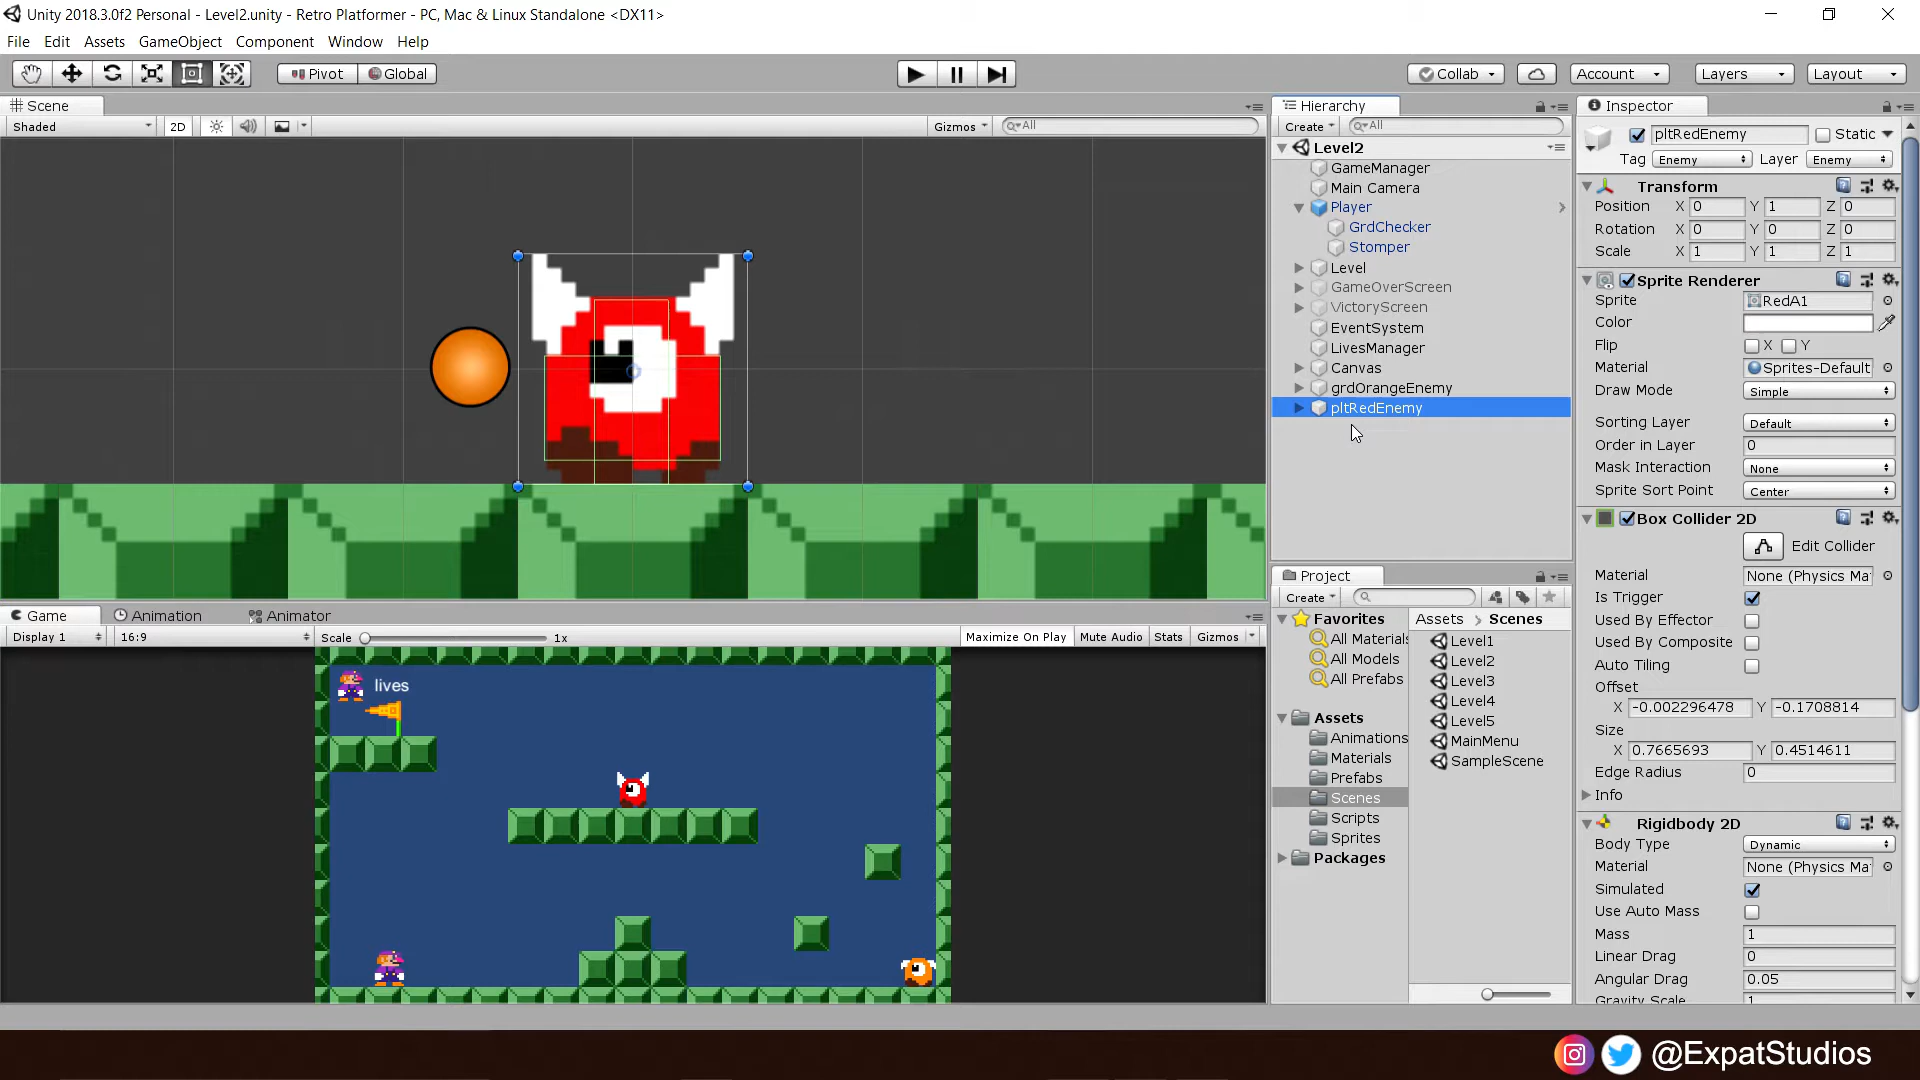 Unity 2018.3.0f2 Personal - Level2.unity - Retro Platformer - PC, Mac & Linux Standalone <DX11>
File Edit Assets GameObject Component Window Help
Pivot Global Collab Account Layers Layout
Scene
Shaded 2D Gizmos All
Hierarchy
Create All
Level2
GameManager
Main Camera
Player
GrdChecker
Stomper
Level
GameOverScreen
VictoryScreen
EventSystem
LivesManager
Canvas
grdOrangeEnemy
pltRedEnemy
Inspector
pltRedEnemy Static
Tag Enemy Layer Enemy
Transform
Position X 0 Y 1 Z 0
Rotation X 0 Y 0 Z 0
Scale X 1 Y 1 Z 1
Sprite Renderer
Sprite RedA1
Color
Flip X Y
Material Sprites-Default
Draw Mode Simple
Sorting Layer Default
Order in Layer 0
Mask Interaction None
Sprite Sort Point Center
Box Collider 2D
Edit Collider
Material None (Physics Ma
Is Trigger
Used By Effector
Used By Composite
Auto Tiling
Offset
X -0.002296478 Y -0.1708814
Size
X 0.7665693 Y 0.4514611
Edge Radius 0
Info
Rigidbody 2D
Body Type Dynamic
Material None (Physics Ma
Simulated
Use Auto Mass
Mass 1
Linear Drag 0
Angular Drag 0.05
Gravity Scale 1
Game Animation Animator
Display 1 16:9 Scale 1x Maximize On Play Mute Audio Stats Gizmos
lives
Project
Create
Favorites
All Materials
All Models
All Prefabs
Assets
Animations
Materials
Prefabs
Scenes
Scripts
Sprites
Packages
Assets Scenes
Level1
Level2
Level3
Level4
Level5
MainMenu
SampleScene
@ExpatStudios